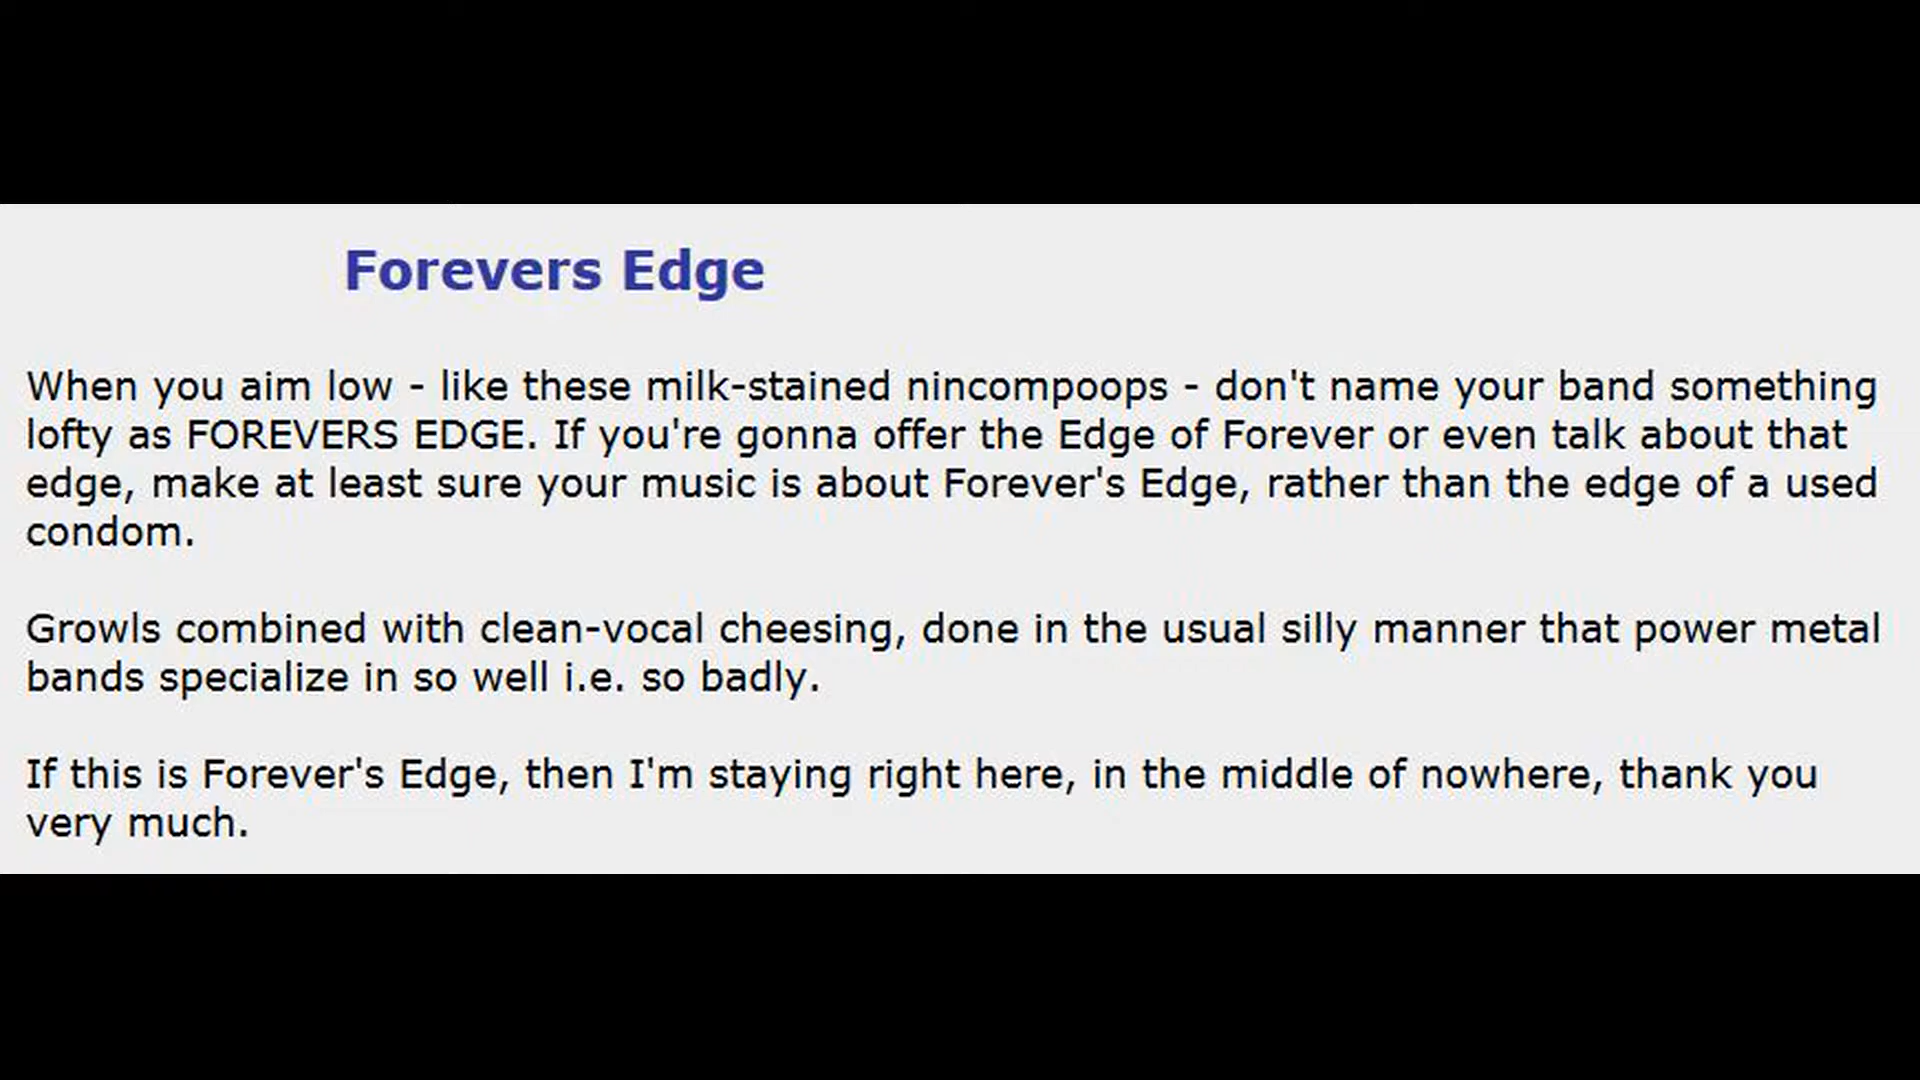 Forevers Edge
When you aim low - like these milk-stained nincompoops - don't name your band something
lofty as FOREVERS EDGE. If you're gonna offer the Edge of Forever or even talk about that
edge, make at least sure your music is about Forever's Edge, rather than the edge of a used
condom.
Growls combined with clean-vocal cheesing, done in the usual silly manner that power metal
bands specialize in so well i.e. so badly.
If this is Forever's Edge, then I'm staying right here, in the middle of nowhere, thank you
very much.